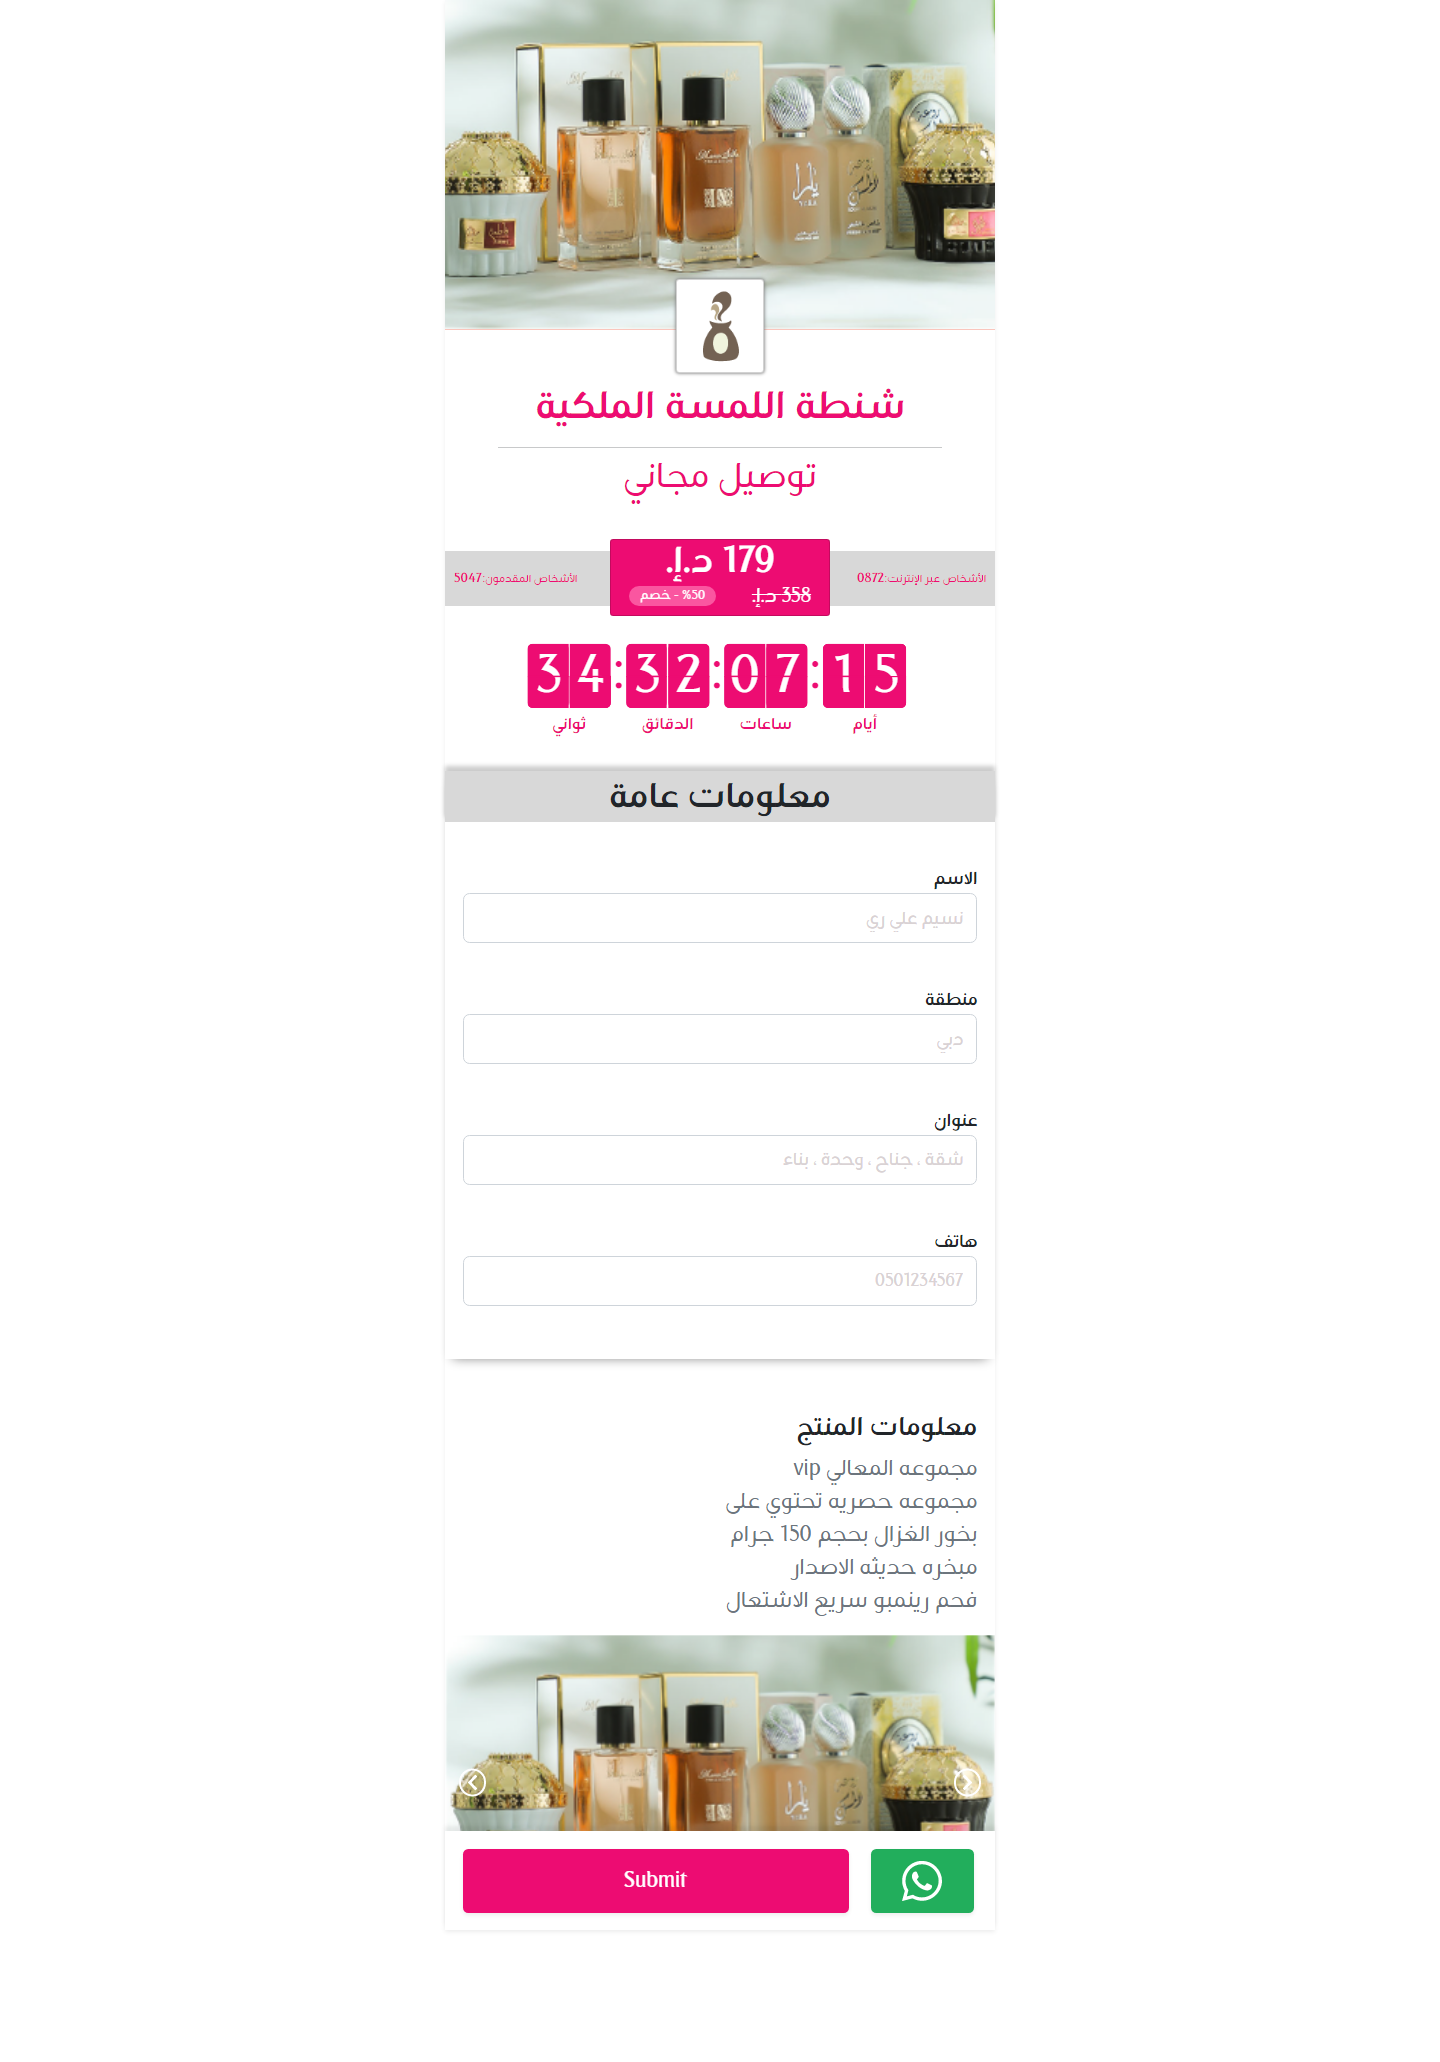 يارا
YARA
شنطة اللمسة الملكية
توصيل مجاني
الأشخاص عبر الإنترنت:0872
179 د.إ.
358 د.إ.
50% - خصم
الأشخاص المقدمون:5047
15:07:32:34
أيام ساعات الدقائق ثواني
معلومات عامة
الاسم
نسيم علي ري
منطقة
دبي
عنوان
شقة ، جناح ، وحدة ، بناء
هاتف
0501234567
معلومات المنتج
مجموعه المعالي vip
مجموعه حصريه تحتوي على
بخور الغزال بحجم 150 جرام
مبخره حديثه الاصدار
فحم رينمبو سريع الاشتعال
يارا
Submit